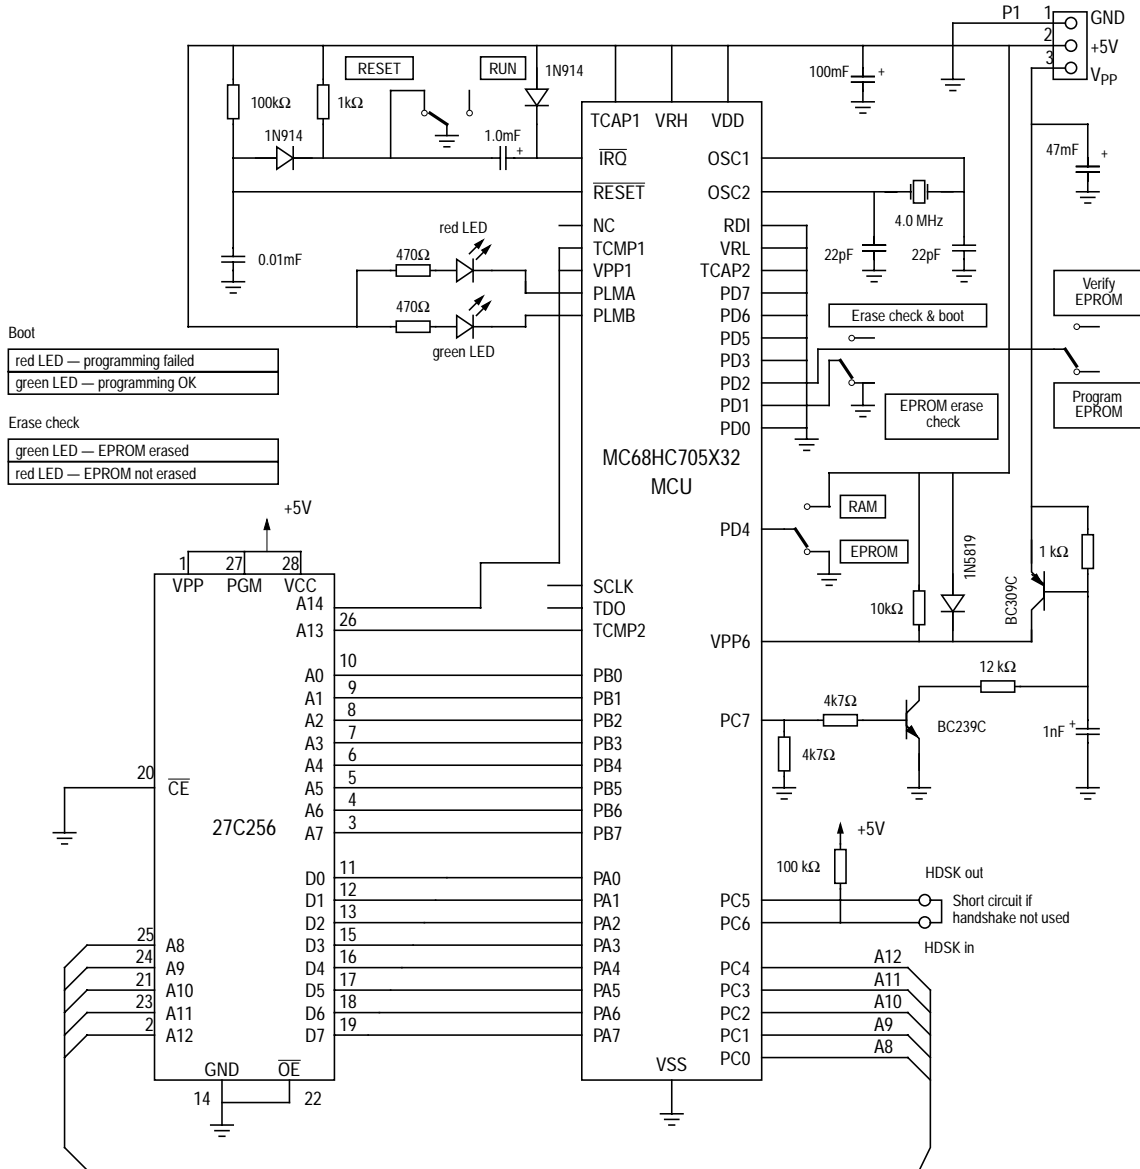 P1 1 GND
2 +5V
3 VPP
RESET RUN 1N914
100mF +
100kΩ 1kΩ
TCAP1 VRH VDD
1N914 1.0mF +
47mF +
IRQ OSC1
RESET OSC2
4.0 MHz
NC RDI
red LED
TCMP1 VRL
470Ω
22pF 22pF
0.01mF
VPP1 TCAP2
PLMA PD7
Verify
EPROM
470Ω
PLMB PD6
Erase check & boot
green LED
PD5
PD3
PD2
PD1
PD0
EPROM erase
check
Program
EPROM
Boot
red LED — programming failed
green LED — programming OK
Erase check
green LED — EPROM erased
red LED — EPROM not erased
MC68HC705X32
MCU
+5V
RAM
PD4
EPROM
1N5819
1 kΩ
BC309C
10kΩ
1 27 28
VPP PGM VCC
A14
SCLK
TDO
A13 26 TCMP2
VPP6
A0 10 PB0
A1 9 PB1
A2 8 PB2
A3 7 PB3
A4 6 PB4
A5 5 PB5
A6 4 PB6
A7 3 PB7
12 kΩ
PC7 4k7Ω
BC239C
1nF +
4k7Ω
20 CE
27C256
+5V
100 kΩ
D0 11 PA0
D1 12 PA1
D2 13 PA2
D3 15 PA3
D4 16 PA4
D5 17 PA5
D6 18 PA6
D7 19 PA7
HDSK out
PC5
PC6
Short circuit if
handshake not used
HDSK in
25 A8
24 A9
21 A10
23 A11
2 A12
PC4 A12
PC3 A11
PC2 A10
PC1 A9
PC0 A8
GND OE
14 22
VSS